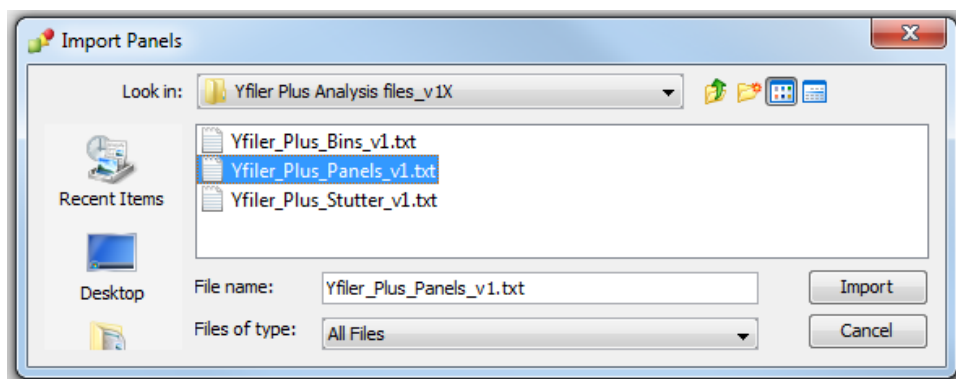 Import Panels
Look in:
Yfiler Plus Analysis files_v1X
Yfiler_Plus_Bins_v1.txt
Yfiler_Plus_Panels_v1.txt
Yfiler_Plus_Stutter_v1.txt
Recent Items
Desktop
File name:
Yfiler_Plus_Panels_v1.txt
Import
Files of type:
All Files
Cancel